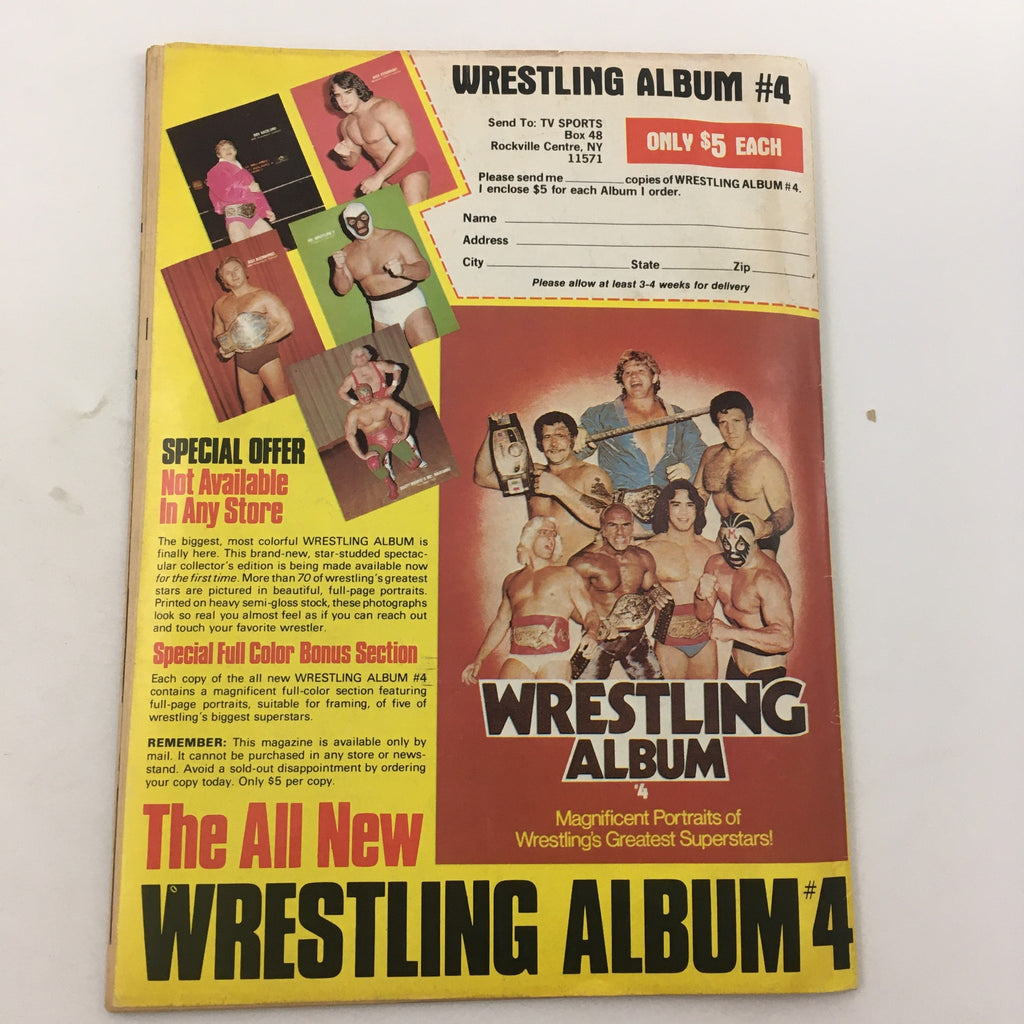 WRESTLING ALBUM #4
Send To: TV SPORTS
Box 48
Rockville Centre, NY
11571
ONLY $5 EACH
Please send me ________ copies of WRESTLING ALBUM #4.
I enclose $5 for each Album I order.
Name
Address
City State Zip
Please allow at least 3-4 weeks for delivery
SPECIAL OFFER
Not Available
In Any Store
The biggest, most colorful WRESTLING ALBUM is
finally here. This brand-new, star-studded spectac-
ular collector's edition is being made available now
for the first time. More than 70 of wrestling's greatest
stars are pictured in beautiful, full-page portraits.
Printed on heavy semi-gloss stock, these photographs
look so real you almost feel as if you can reach out
and touch your favorite wrestler.
Special Full Color Bonus Section
Each copy of the all new WRESTLING ALBUM #4
contains a magnificent full-color section featuring
full-page portraits, suitable for framing, of five of
wrestling's biggest superstars.
REMEMBER: This magazine is available only by
mail. It cannot be purchased in any store or news-
stand. Avoid a sold-out disappointment by ordering
your copy today. Only $5 per copy.
WRESTLING
ALBUM
#4
Magnificent Portraits of
Wrestling's Greatest Superstars!
The All New
WRESTLING ALBUM #4